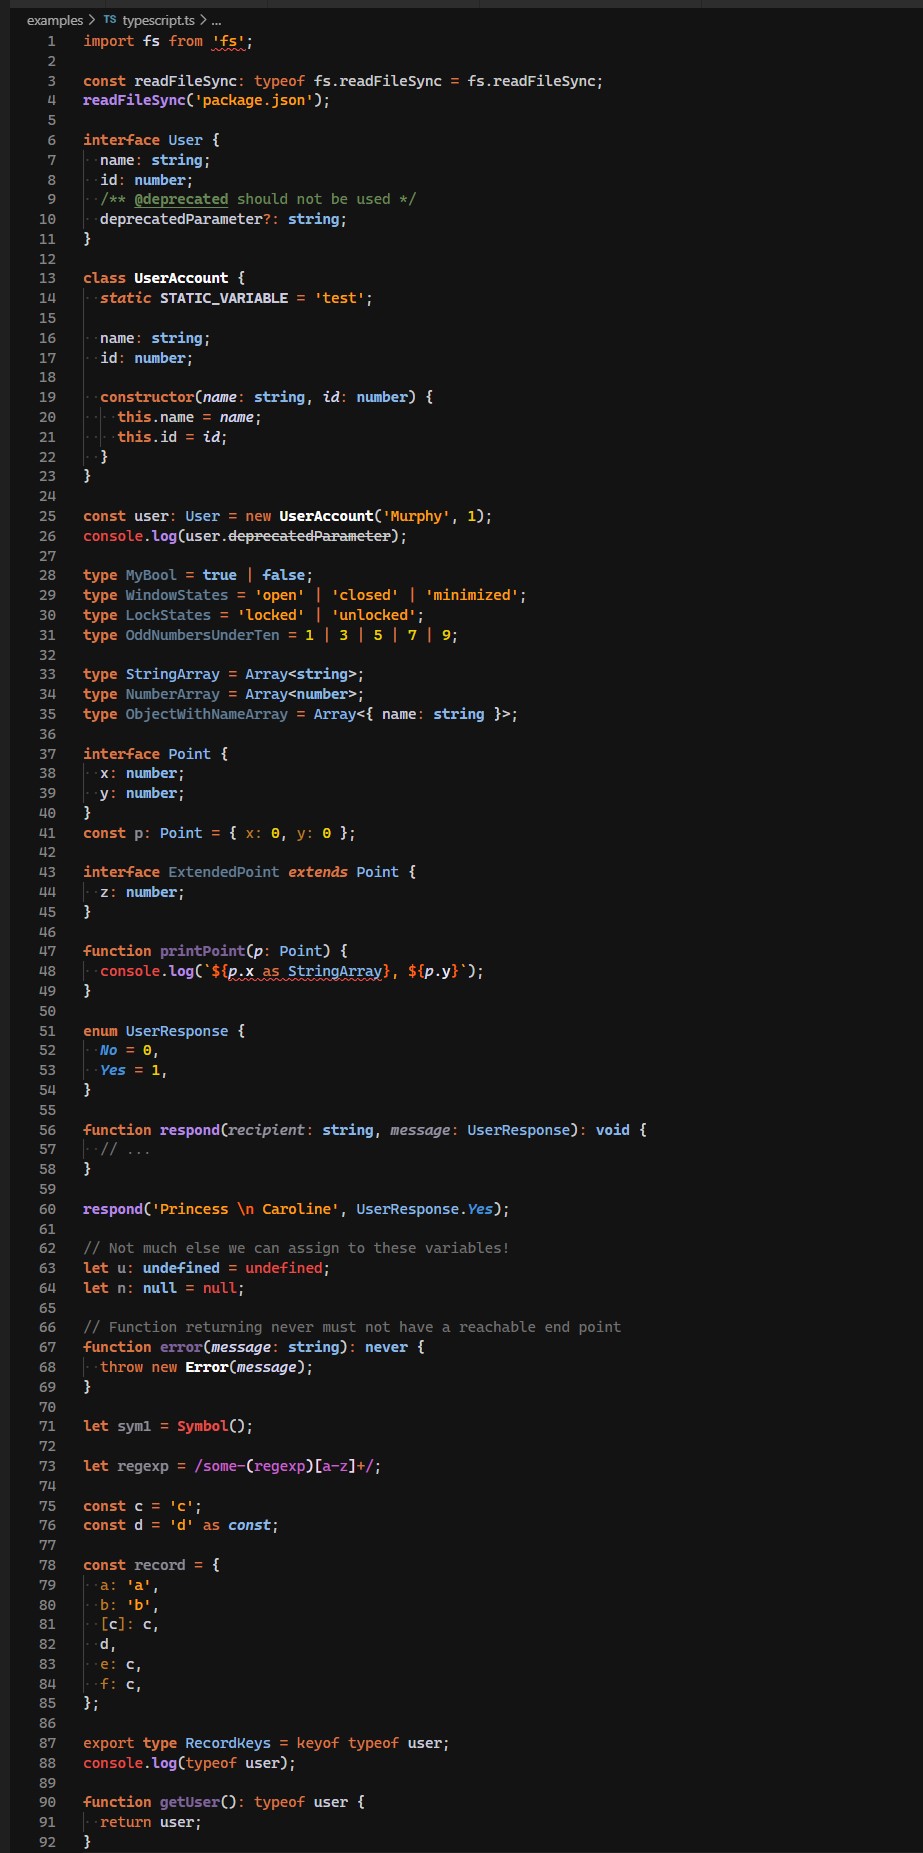 examples > TS typescript.ts > ...
1 import fs from 'fs';
2
3 const readFileSync: typeof fs.readFileSync = fs.readFileSync;
4 readFileSync('package.json');
5
6 interface User {
7 name: string;
8 id: number;
9 /** @deprecated should not be used */
10 deprecatedParameter?: string;
11 }
12
13 class UserAccount {
14 static STATIC_VARIABLE = 'test';
15
16 name: string;
17 id: number;
18
19 constructor(name: string, id: number) {
20 this.name = name;
21 this.id = id;
22 }
23 }
24
25 const user: User = new UserAccount('Murphy', 1);
26 console.log(user.deprecatedParameter);
27
28 type MyBool = true | false;
29 type WindowStates = 'open' | 'closed' | 'minimized';
30 type LockStates = 'locked' | 'unlocked';
31 type OddNumbersUnderTen = 1 | 3 | 5 | 7 | 9;
32
33 type StringArray = Array<string>;
34 type NumberArray = Array<number>;
35 type ObjectWithNameArray = Array<{ name: string }>;
36
37 interface Point {
38 x: number;
39 y: number;
40 }
41 const p: Point = { x: 0, y: 0 };
42
43 interface ExtendedPoint extends Point {
44 z: number;
45 }
46
47 function printPoint(p: Point) {
48 console.log(`${p.x as StringArray}, ${p.y}`);
49 }
50
51 enum UserResponse {
52 No = 0,
53 Yes = 1,
54 }
55
56 function respond(recipient: string, message: UserResponse): void {
57 // ...
58 }
59
60 respond('Princess \n Caroline', UserResponse.Yes);
61
62 // Not much else we can assign to these variables!
63 let u: undefined = undefined;
64 let n: null = null;
65
66 // Function returning never must not have a reachable end point
67 function error(message: string): never {
68 throw new Error(message);
69 }
70
71 let sym1 = Symbol();
72
73 let regexp = /some-(regexp)[a-z]+/;
74
75 const c = 'c';
76 const d = 'd' as const;
77
78 const record = {
79 a: 'a',
80 b: 'b',
81 [c]: c,
82 d,
83 e: c,
84 f: c,
85 };
86
87 export type RecordKeys = keyof typeof user;
88 console.log(typeof user);
89
90 function getUser(): typeof user {
91 return user;
92 }